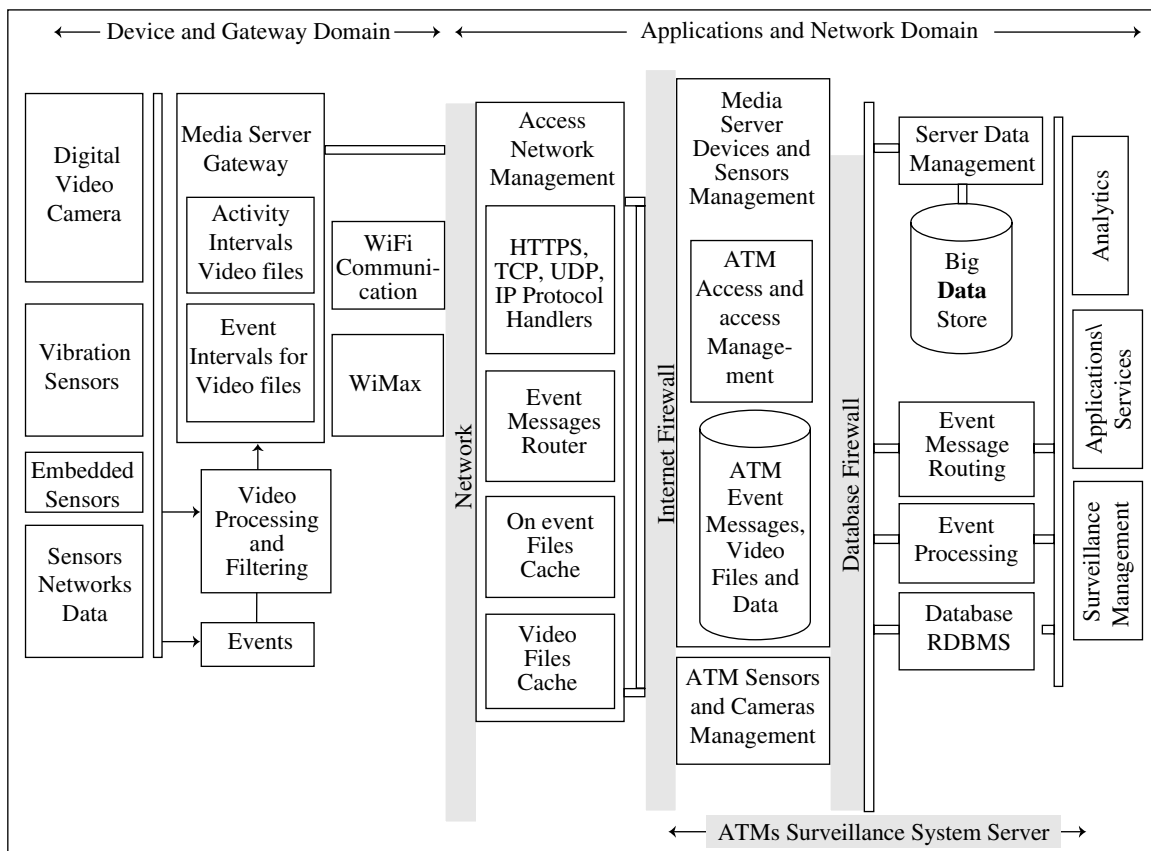 Device and Gateway Domain
Applications and Network Domain
Digital
Video
Camera
Vibration
Sensors
Embedded
Sensors
Sensors
Networks
Data
Media Server
Gateway
Activity
Intervals
Video files
Event
Intervals for
Video files
WiFi
Communi-
cation
WiMax
Video
Processing
and
Filtering
Events
Network
Access
Network
Management
HTTPS,
TCP, UDP,
IP Protocol
Handlers
Event
Messages
Router
On event
Files
Cache
Video
Files
Cache
Internet Firewall
Media
Server
Devices and
Sensors
Management
ATM
Access and
access
Manage-
ment
ATM
Event
Messages,
Video
Files and
Data
ATM Sensors
and Cameras
Management
Database Firewall
Server Data
Management
Big
Data
Store
Event
Message
Routing
Event
Processing
Database
RDBMS
Analytics
Applications\
Services
Surveillance
Management
ATMs Surveillance System Server